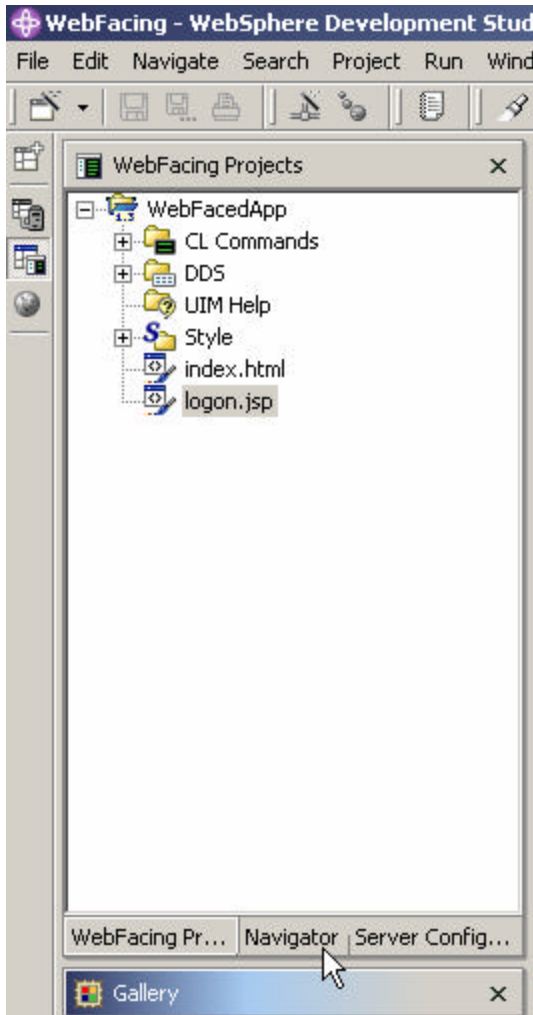 WebFacing - WebSphere Development Stud
File Edit Navigate Search Project Run Wind
WebFacing Projects
WebFacedApp
CL Commands
DDS
UIM Help
Style
index.html
logon.jsp
WebFacing Pr... Navigator Server Config...
Gallery